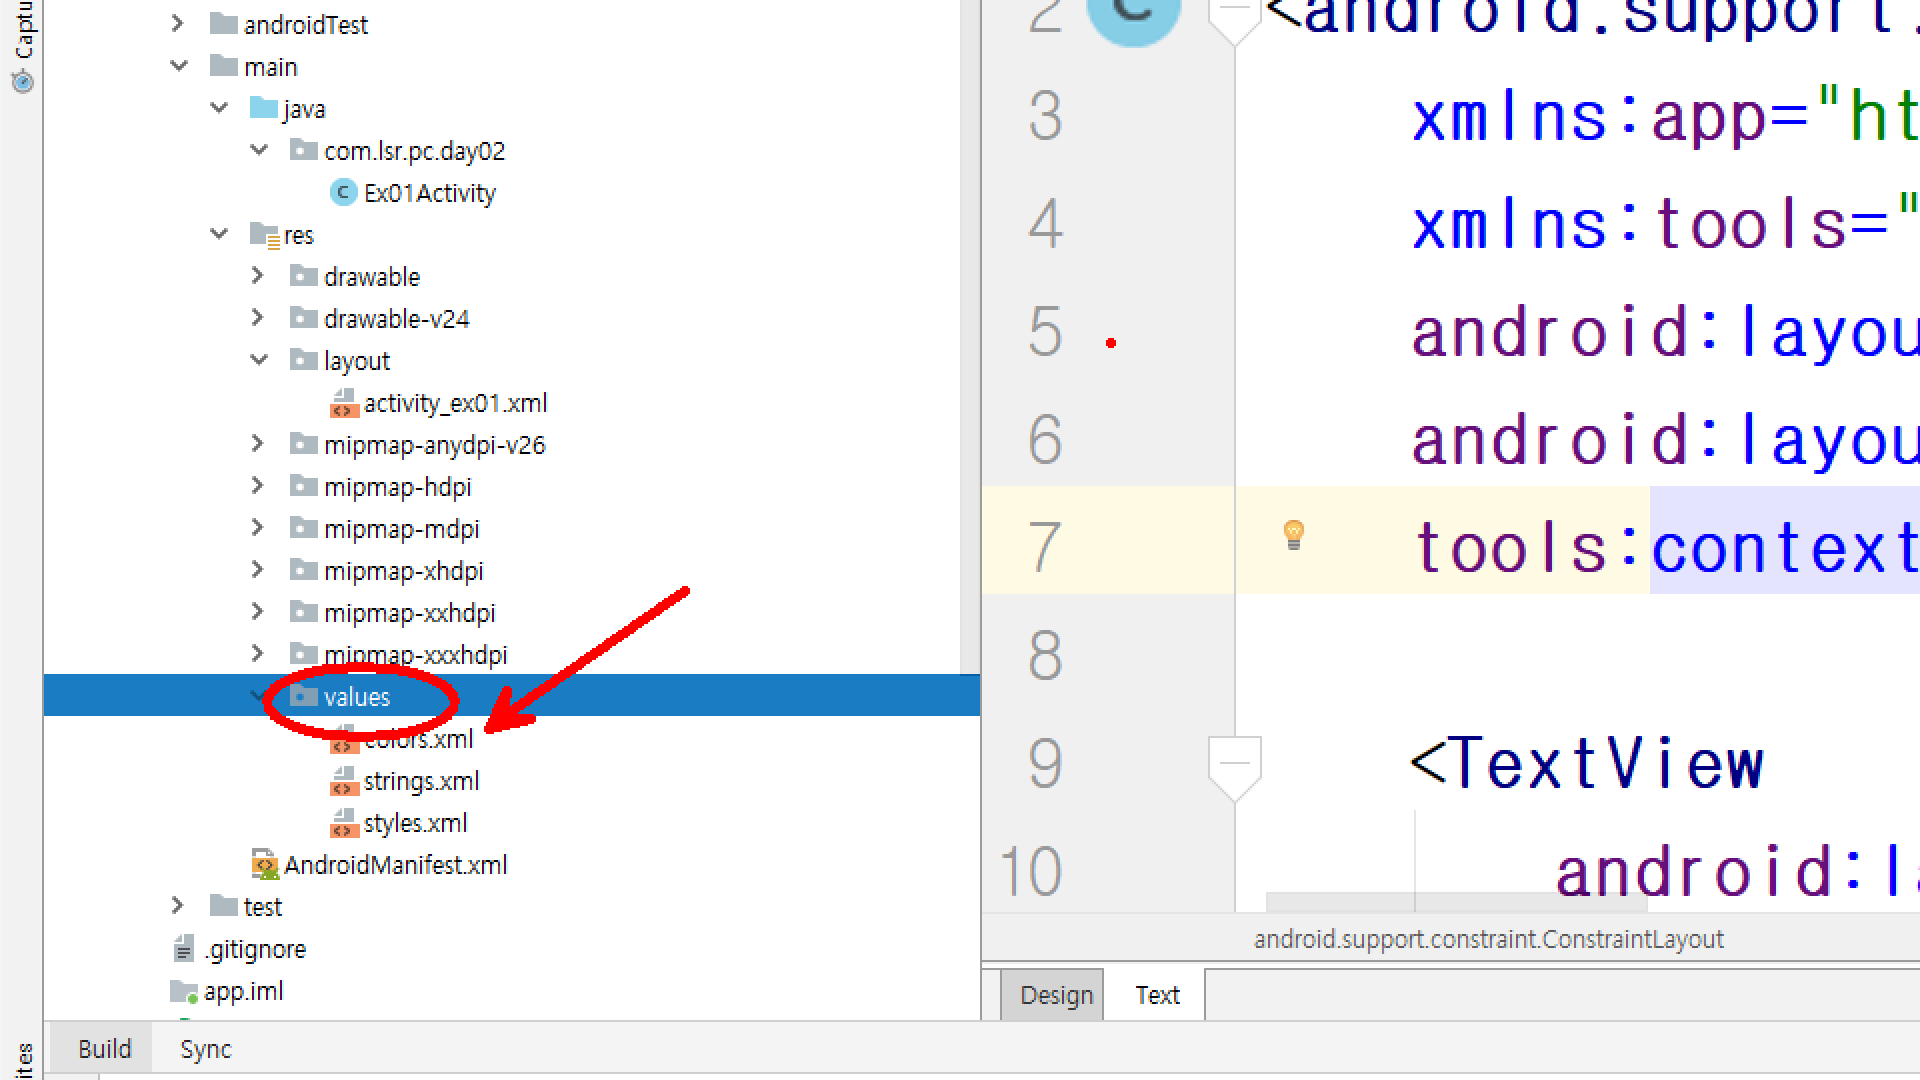 Captu
androidTest
main
java
com.lsr.pc.day02
C Ex01Activity
res
drawable
drawable-v24
layout
activity_ex01.xml
mipmap-anydpi-v26
mipmap-hdpi
mipmap-mdpi
mipmap-xhdpi
mipmap-xxhdpi
mipmap-xxxhdpi
values
colors.xml
strings.xml
styles.xml
AndroidManifest.xml
test
.gitignore
app.iml
ites
Build Sync
2 C <android.support.
3 xmlns:app="ht
4 xmlns:tools="
5 android:layou
6 android:layou
7 tools:context
8
9 <TextView
10 android:la
android.support.constraint.ConstraintLayout
Design Text